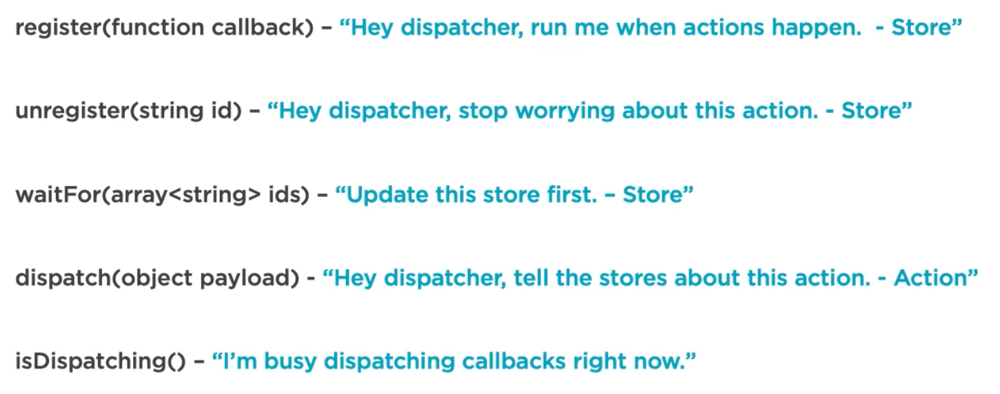 register(function callback) – “Hey dispatcher, run me when actions happen.  - Store”
unregister(string id) – “Hey dispatcher, stop worrying about this action. - Store”
waitFor(array<string> ids) – “Update this store first. – Store”
dispatch(object payload) - “Hey dispatcher, tell the stores about this action. - Action”
isDispatching() – “I’m busy dispatching callbacks right now.”